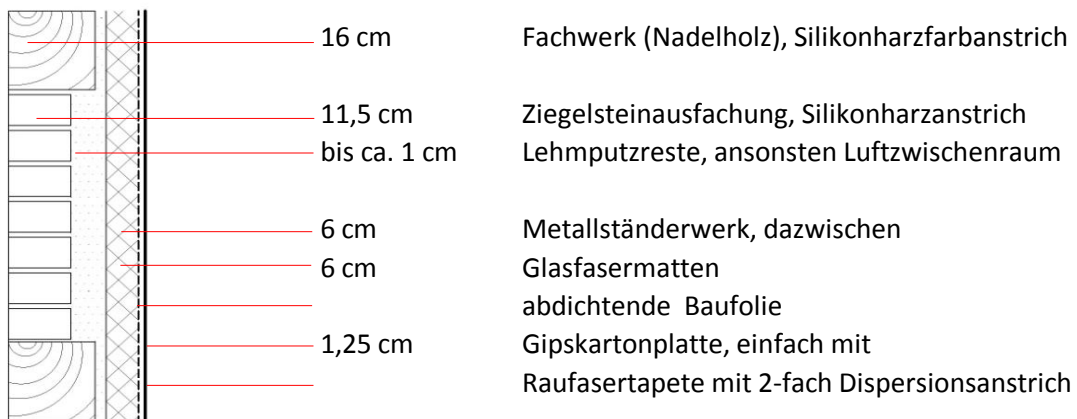 16 cm Fachwerk (Nadelholz), Silikonharzfarbanstrich
11,5 cm Ziegelsteinausfachung, Silikonharzanstrich
bis ca. 1 cm Lehmputzreste, ansonsten Luftzwischenraum
6 cm Metallständerwerk, dazwischen
6 cm Glasfasermatten
abdichtende Baufolie
1,25 cm Gipskartonplatte, einfach mit
Raufasertapete mit 2-fach Dispersionsanstrich